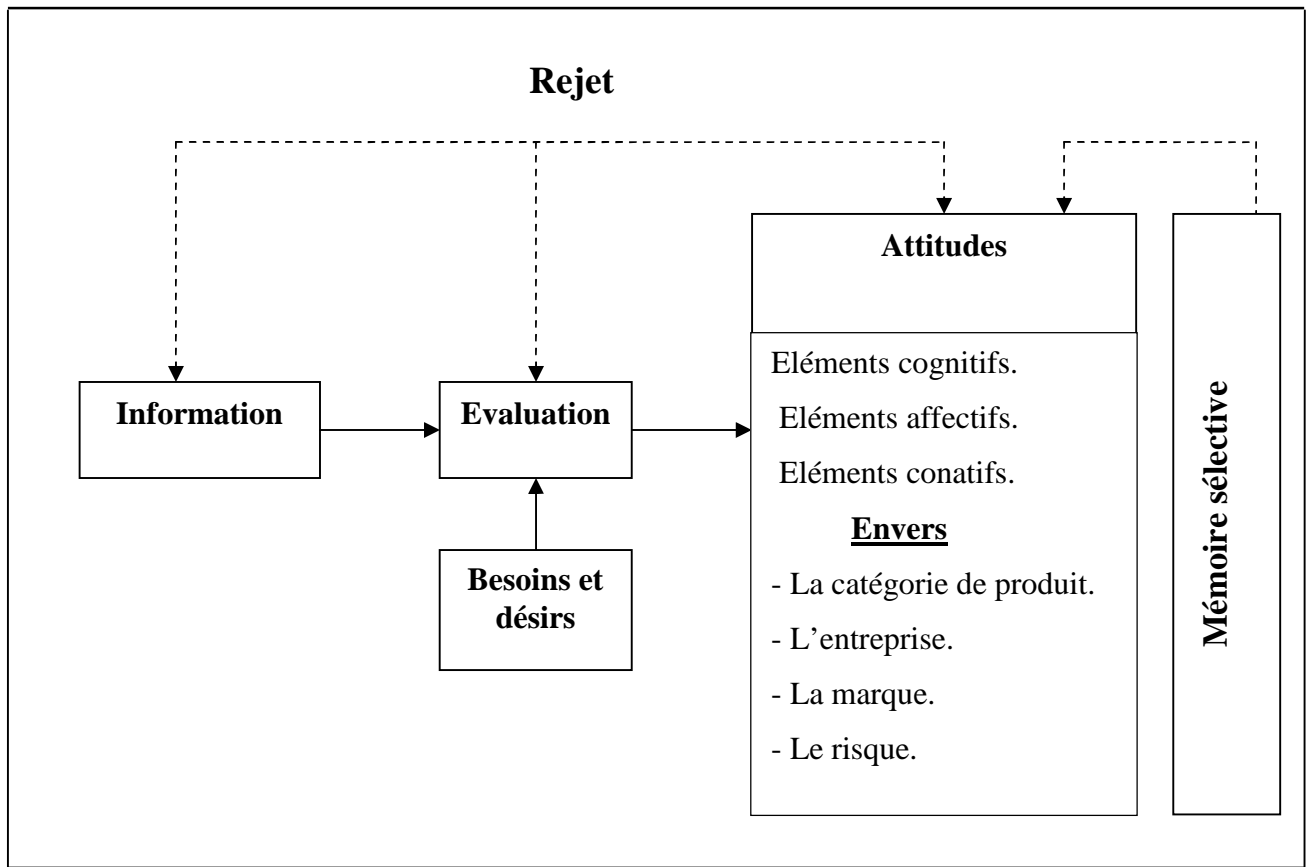 Rejet
Attitudes
Information
Evaluation
Besoins et
désirs
Eléments cognitifs.
Eléments affectifs.
Eléments conatifs.
Envers
- La catégorie de produit.
- L’entreprise.
- La marque.
- Le risque.
Mémoire sélective